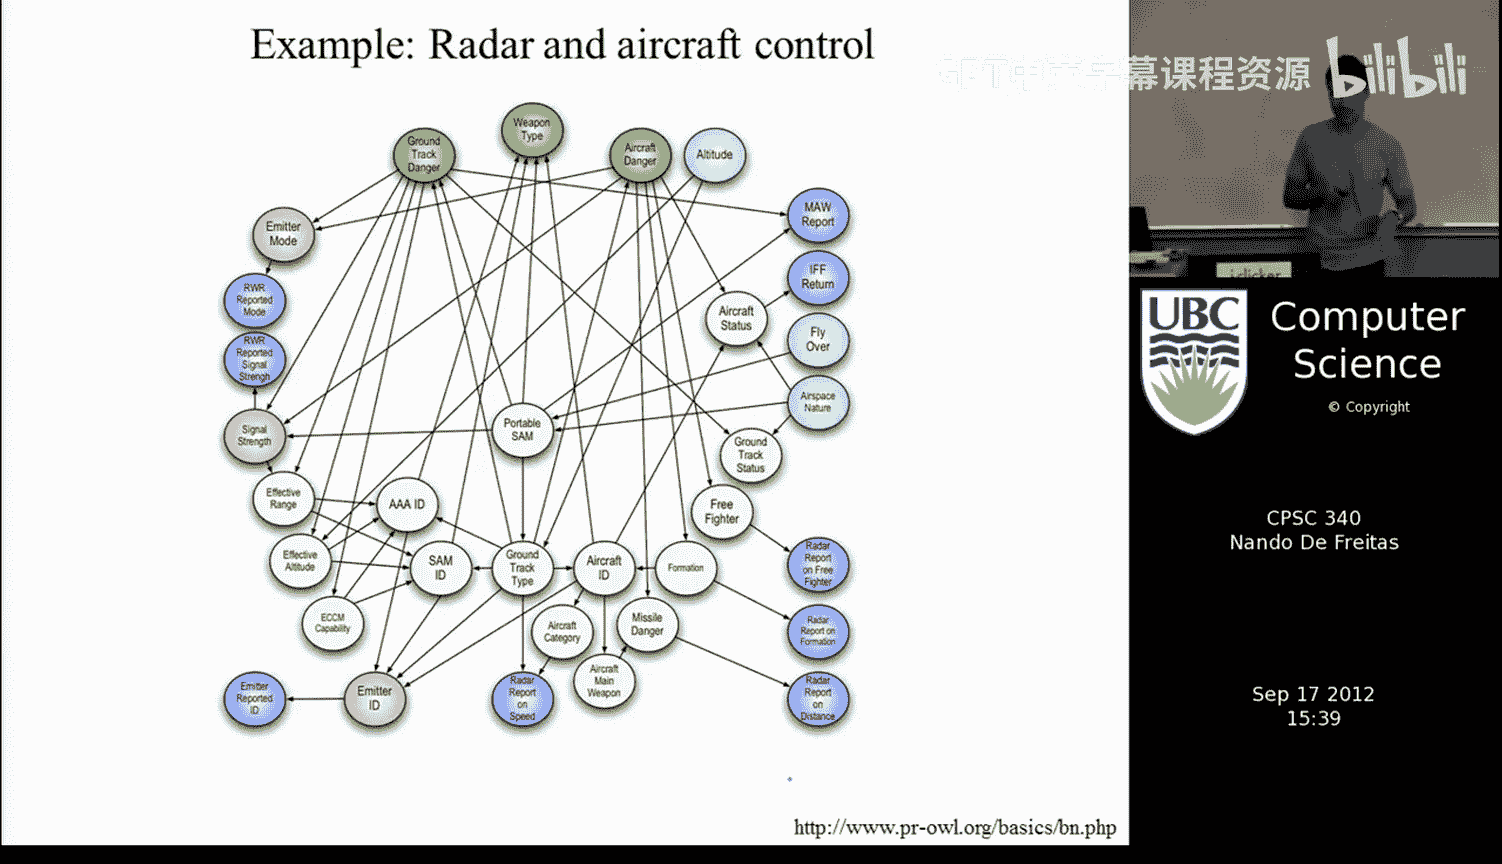 Example: Radar and aircraft control
幕课程资源
bilibili
Ground
Track
Danger
Weapon
Type
Aircraft
Danger
Altitude
MAW
Report
Emitter
Mode
IFF
Return
RWR
Reported
Mode
Aircraft
Status
Fly
Over
RWR
Reported
Signal
Strengh
Airspace
Nature
Signal
Strength
Portable
SAM
Ground
Track
Status
Effective
Range
AAA ID
Free
Fighter
Effective
Altitude
SAM
ID
Ground
Track
Type
Aircraft
ID
Formation
Radar
Report
on Free
Fighter
ECCM
Capability
Aircraft
Category
Missile
Danger
Radar
Report on
Formation
Emitter
Reported
ID
Emitter
ID
Radar
Report
on
Speed
Aircraft
Main
Weapon
Radar
Report
on
Distance
http://www.pr-owl.org/basics/bn.php
i>clicker
UBC
Computer
Science
© Copyright
CPSC 340
Nando De Freitas
Sep 17 2012
15:39